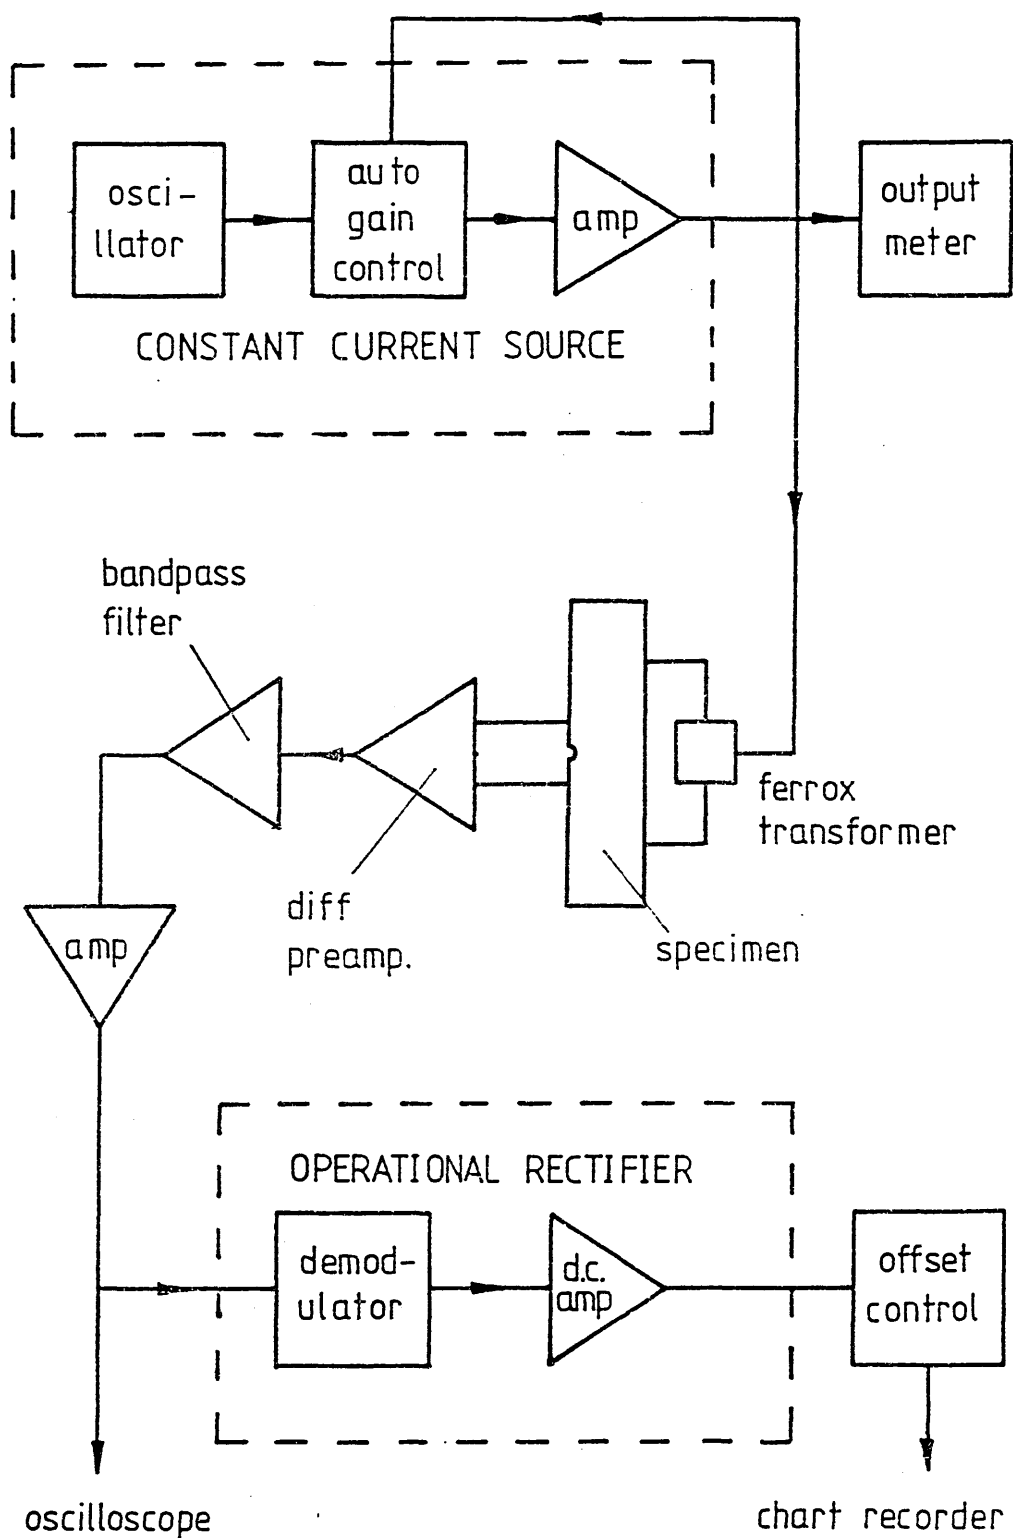 osci-
llator
auto
gain
control
amp
output
meter
CONSTANT CURRENT SOURCE
bandpass
filter
ferrox
transformer
diff
preamp.
specimen
amp
OPERATIONAL RECTIFIER
demod-
ulator
d.c.
amp
offset
control
oscilloscope
chart recorder